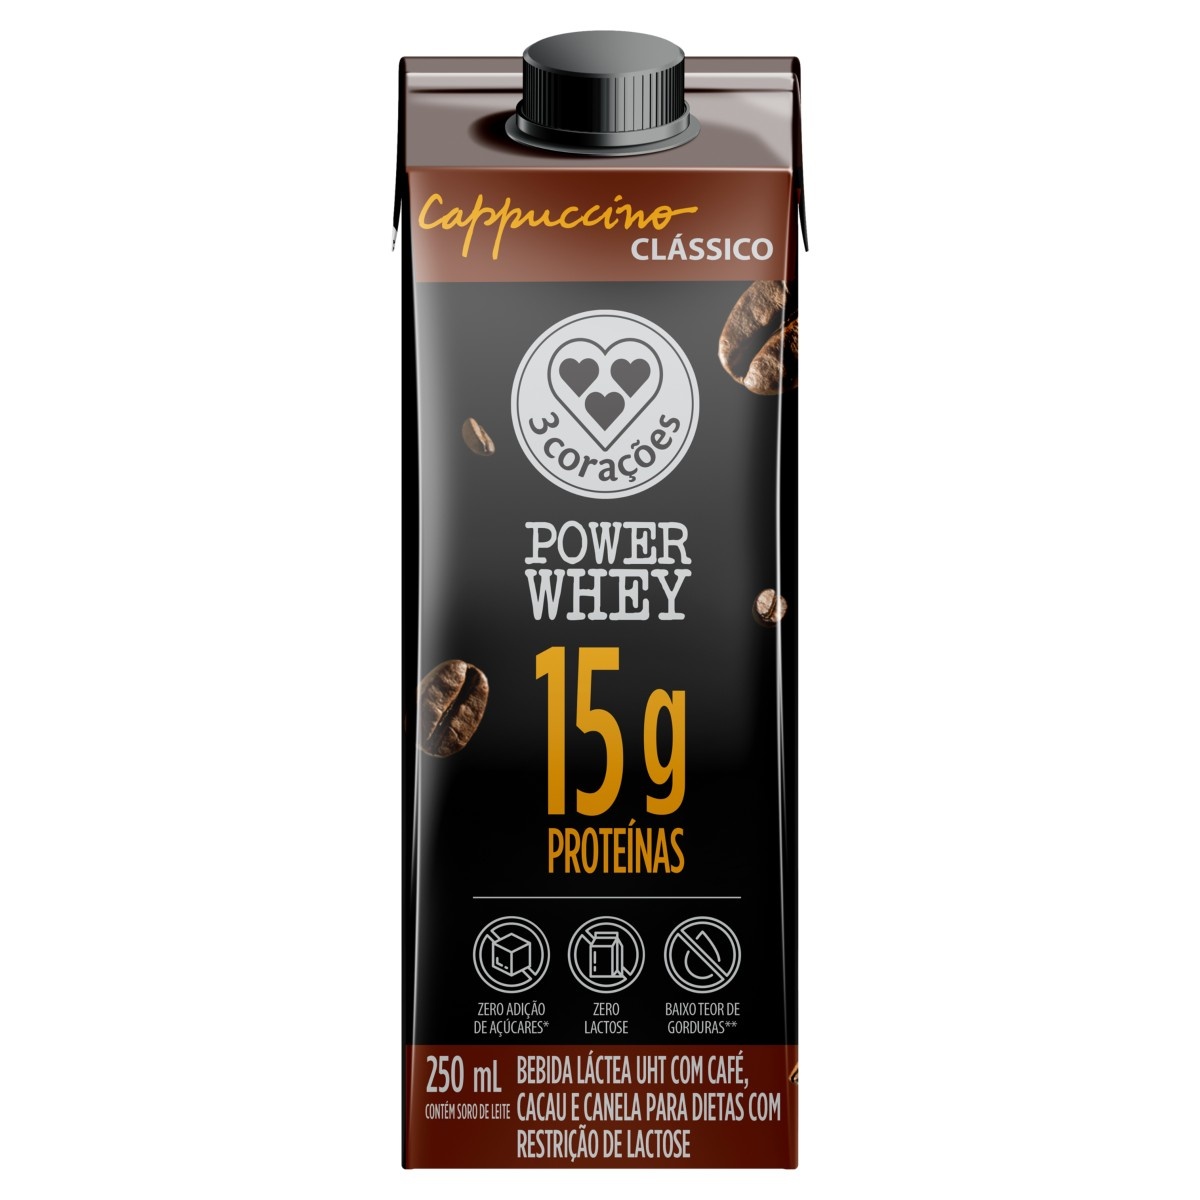 Cappuccino
CLÁSSICO
3 corações
POWER
WHEY
15 g
PROTEÍNAS
ZERO ADIÇÃO
DE AÇÚCARES*
ZERO
LACTOSE
BAIXO TEOR DE
GORDURAS**
250 mL
CONTÉM SORO DE LEITE
BEBIDA LÁCTEA UHT COM CAFÉ,
CACAU E CANELA PARA DIETAS COM
RESTRIÇÃO DE LACTOSE